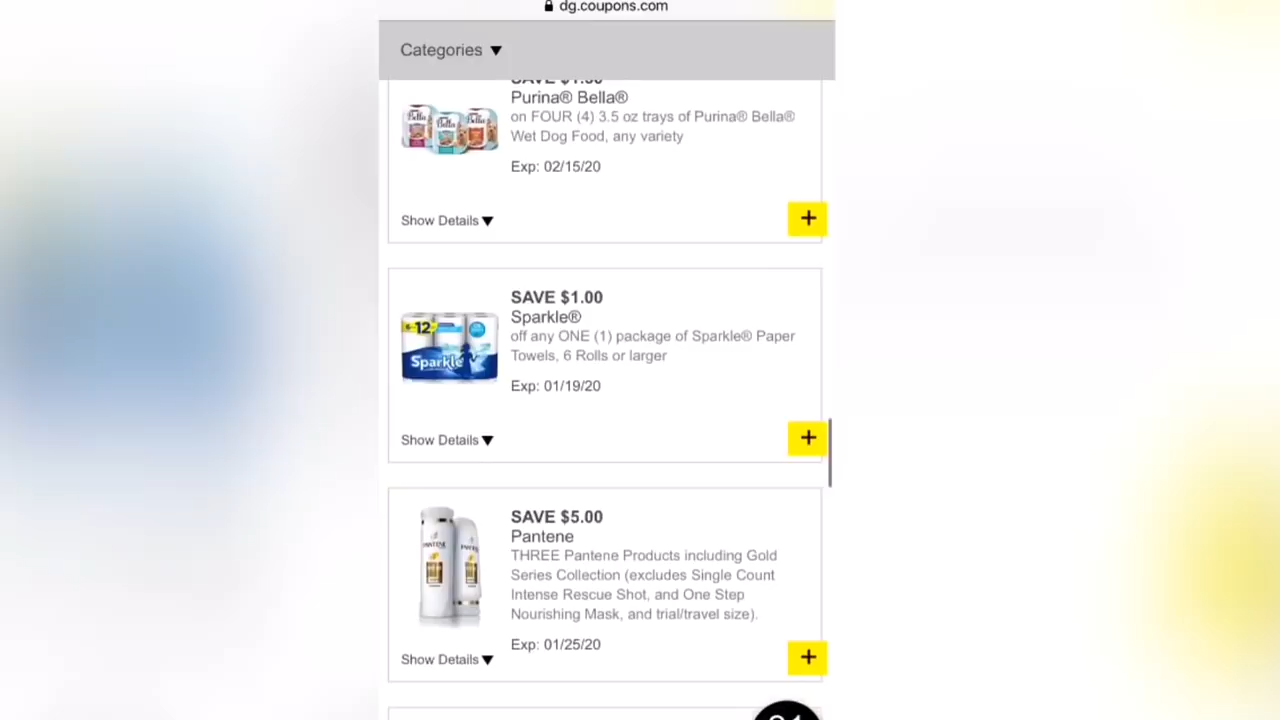 dg.coupons.com
Categories ▼
Purina® Bella®
on FOUR (4) 3.5 oz trays of Purina® Bella®
Wet Dog Food, any variety
Exp: 02/15/20
Show Details ▼
+
SAVE $1.00
Sparkle®
off any ONE (1) package of Sparkle® Paper
Towels, 6 Rolls or larger
Exp: 01/19/20
12
Sparkle
Show Details ▼
+
SAVE $5.00
Pantene
THREE Pantene Products including Gold
Series Collection (excludes Single Count
Intense Rescue Shot, and One Step
Nourishing Mask, and trial/travel size).
Exp: 01/25/20
PANTENE
Show Details ▼
+